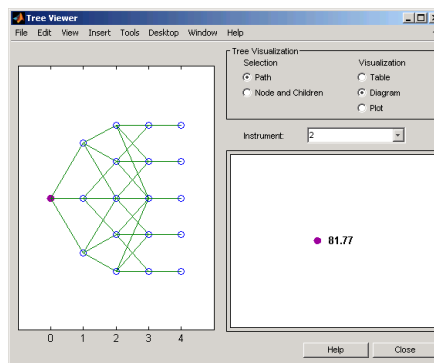 Tree Viewer
File Edit View Insert Tools Desktop Window Help
Tree Visualization
Selection
Visualization
Path
Table
Node and Children
Diagram
Plot
Instrument:
2
81.77
0 1 2 3 4
Help
Close